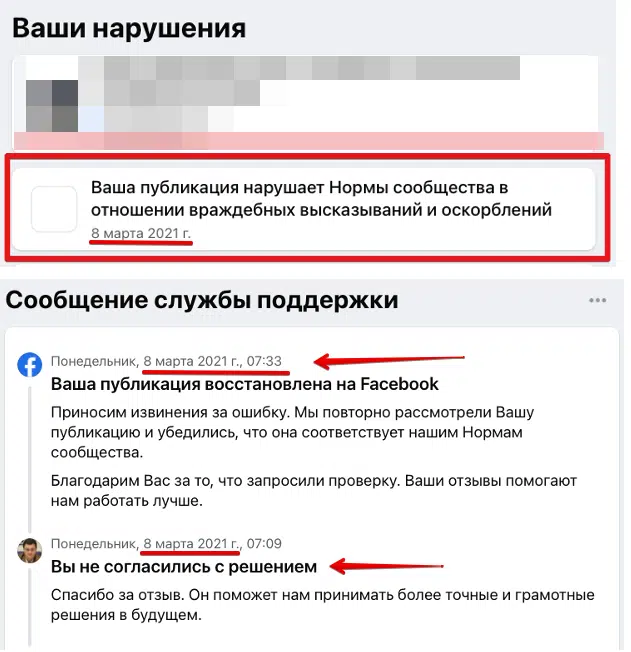 Ваши нарушения
Ваша публикация нарушает Нормы сообщества в
отношении враждебных высказываний и оскорблений
8 марта 2021 г.
Сообщение службы поддержки
Понедельник, 8 марта 2021 г., 07:33
Ваша публикация восстановлена на Facebook
Приносим извинения за ошибку. Мы повторно рассмотрели Вашу
публикацию и убедились, что она соответствует нашим Нормам
сообщества.
Благодарим Вас за то, что запросили проверку. Ваши отзывы помогают
нам работать лучше.
Понедельник, 8 марта 2021 г., 07:09
Вы не согласились с решением
Спасибо за отзыв. Он поможет нам принимать более точные и грамотные
решения в будущем.